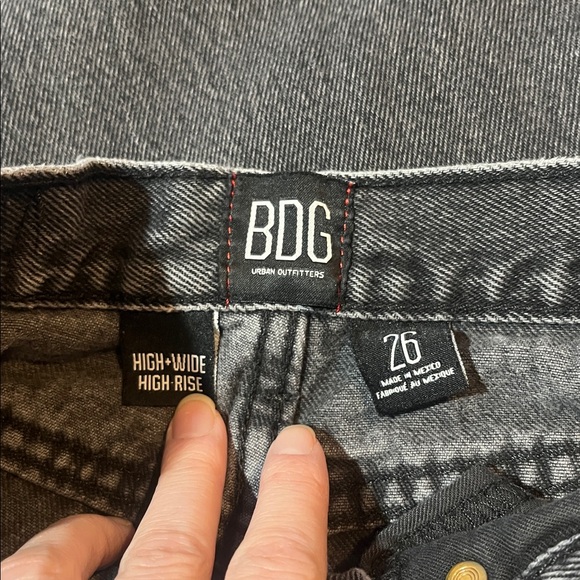 BDG
URBAN OUTFITTERS
HIGH+WIDE
HIGH-RISE
26
MADE IN MEXICO
FABRIQUÉ AU MEXIQUE